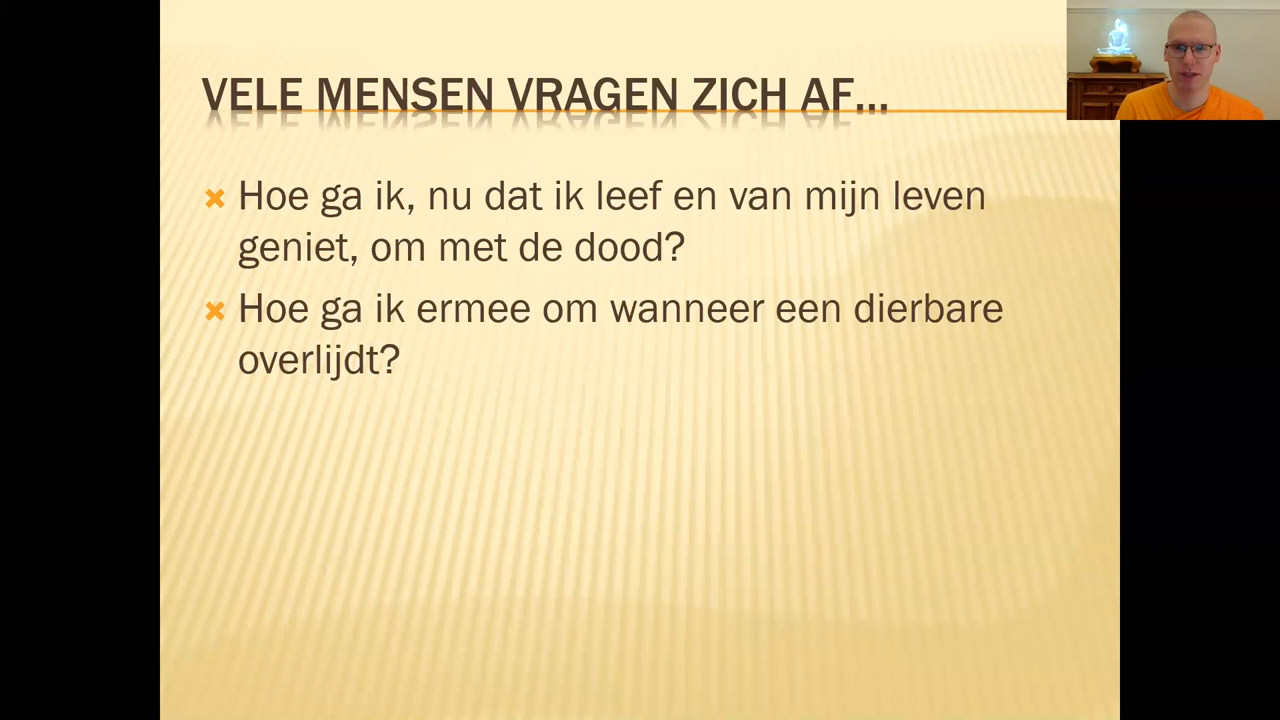 VELE MENSEN VRAGEN ZICH AF...
Hoe ga ik, nu dat ik leef en van mijn leven
geniet, om met de dood?
Hoe ga ik ermee om wanneer een dierbare
overlijdt?